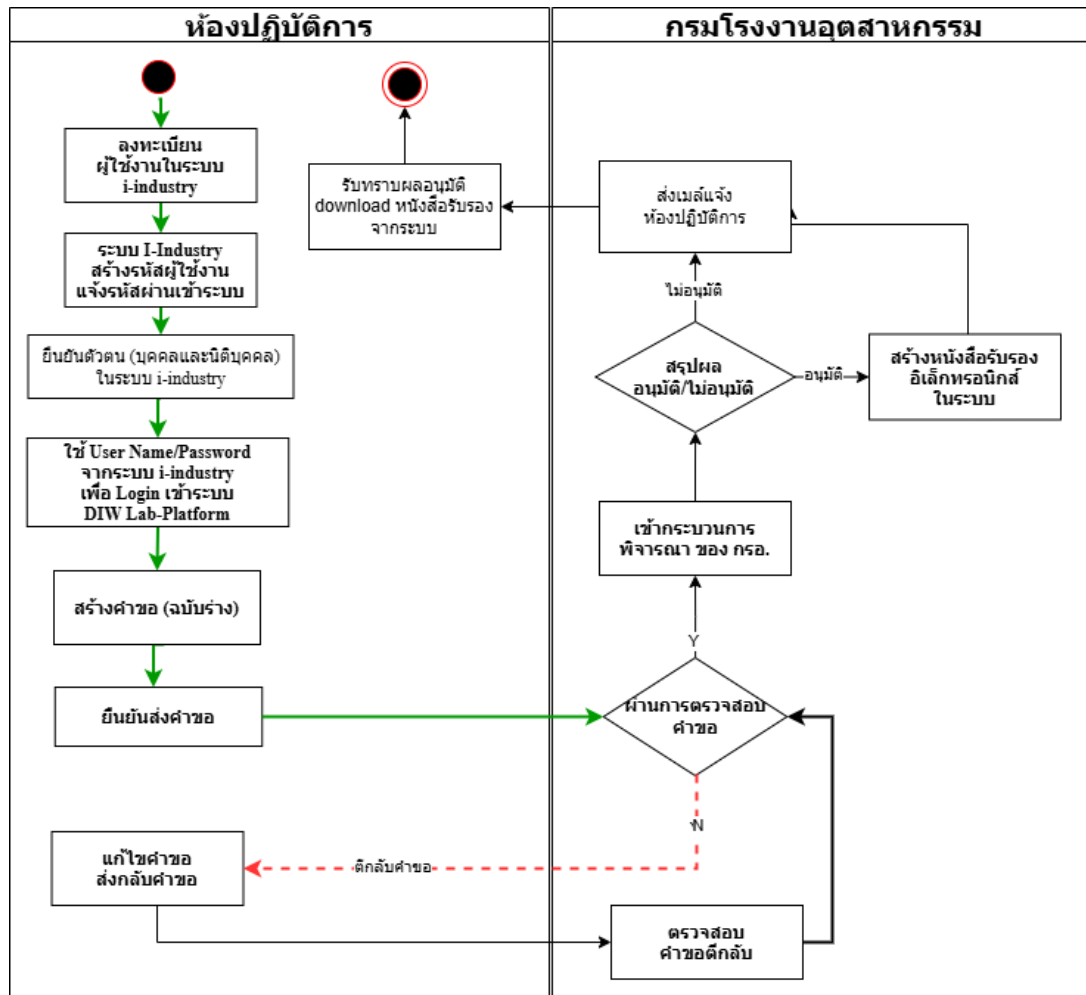 ห้องปฏิบัติการ
กรมโรงงานอุตสาหกรรม
ลงทะเบียน
ผู้ใช้งานในระบบ
i-industry
ระบบ I-Industry
สร้างรหัสผู้ใช้งาน
แจ้งรหัสผ่านเข้าระบบ
ยืนยันตัวตน (บุคคลและนิติบุคคล)
ในระบบ i-industry
ใช้ User Name/Password
จากระบบ i-industry
เพื่อ Login เข้าระบบ
DIW Lab-Platform
สร้างคำขอ (ฉบับร่าง)
ยืนยันส่งคำขอ
ผ่านการตรวจสอบ
คำขอ
N
ตีกลับคำขอ
แก้ไขคำขอ
ส่งกลับคำขอ
ตรวจสอบ
คำขอตีกลับ
Y
เข้ากระบวนการ
พิจารณา ของ กรอ.
สรุปผล
อนุมัติ/ไม่อนุมัติ
อนุมัติ
สร้างหนังสือรับรอง
อิเล็กทรอนิกส์
ในระบบ
ไม่อนุมัติ
ส่งเมล์แจ้ง
ห้องปฏิบัติการ
รับทราบผลอนุมัติ
download หนังสือรับรอง
จากระบบ